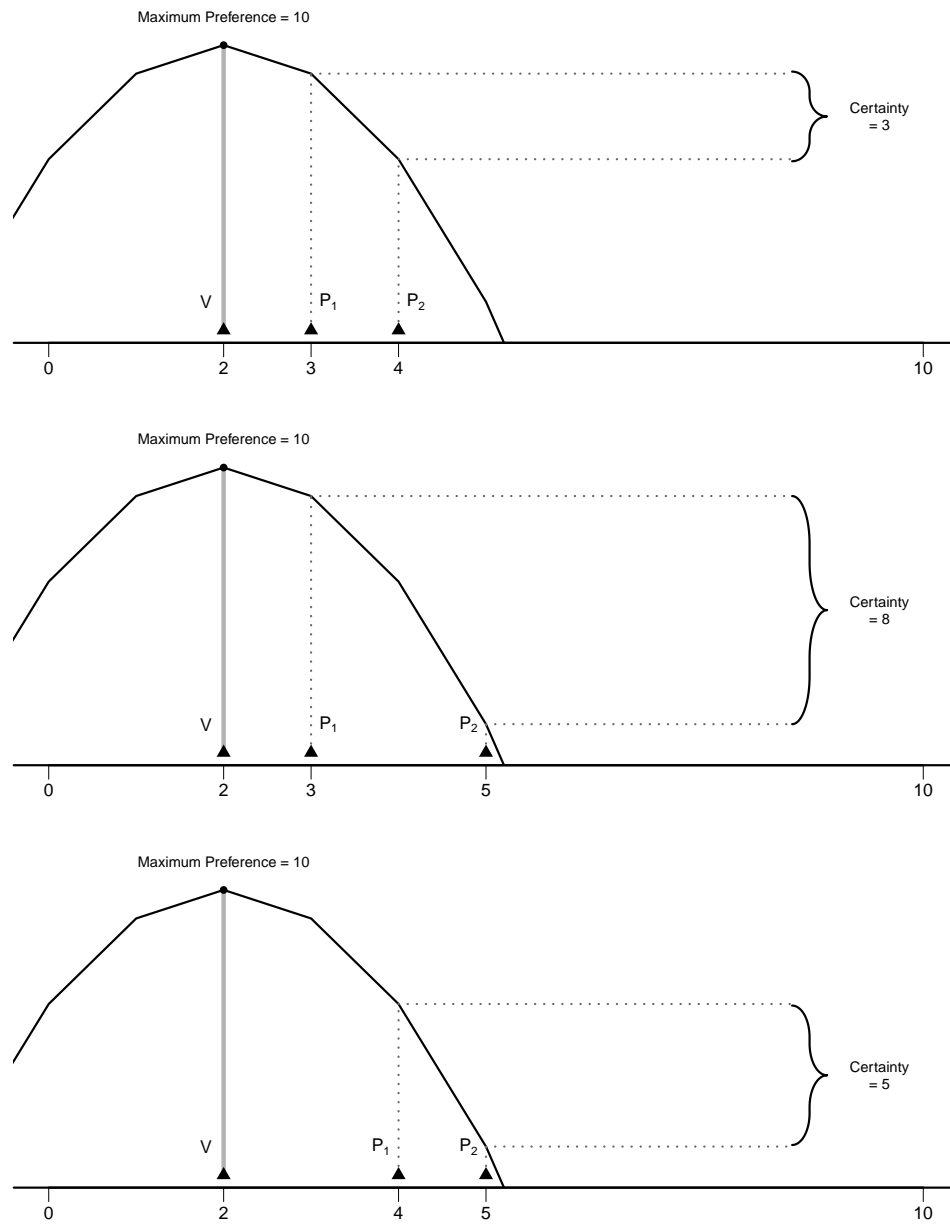 Maximum Preference = 10
Certainty
= 3
V P₁ P₂
0 2 3 4 10
Maximum Preference = 10
Certainty
= 8
V P₁ P₂
0 2 3 5 10
Maximum Preference = 10
Certainty
= 5
V P₁ P₂
0 2 4 5 10